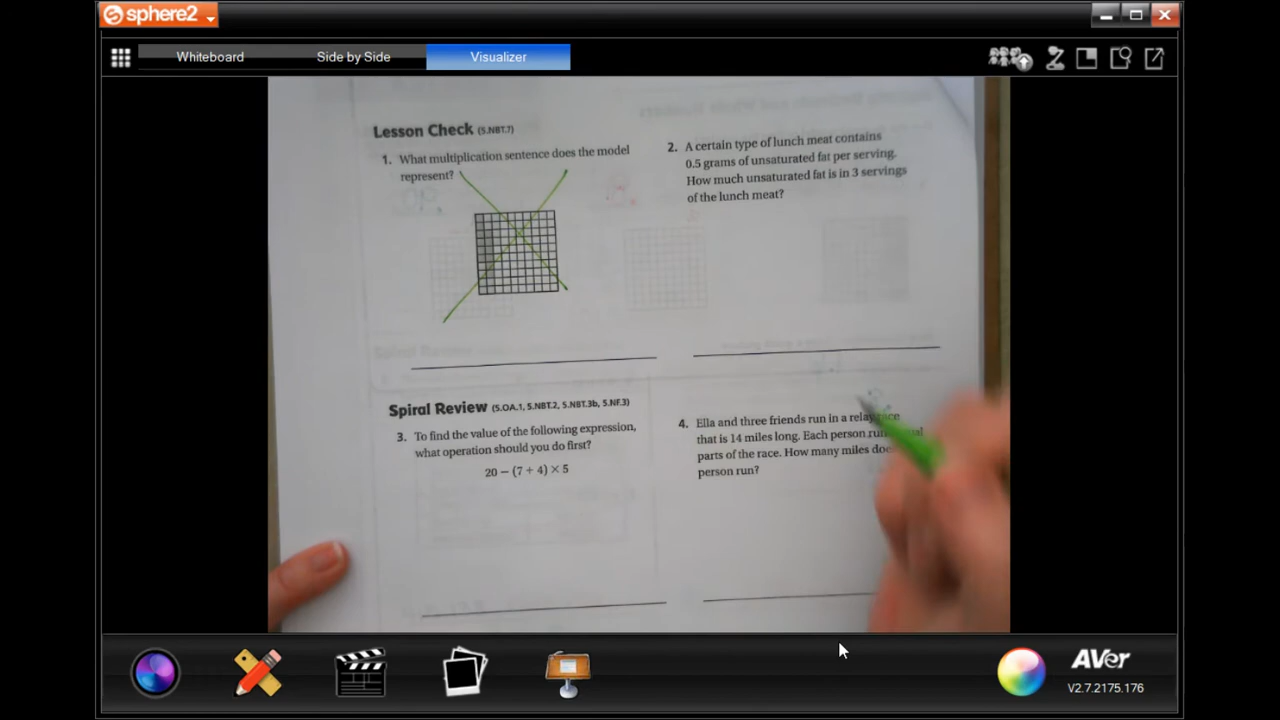 sphere2
Whiteboard
Side by Side
Visualizer
Lesson Check (5.NBT.7)
1. What multiplication sentence does the model
represent?
2. A certain type of lunch meat contains
0.5 grams of unsaturated fat per serving.
How much unsaturated fat is in 3 servings
of the lunch meat?
Spiral Review (5.OA.1, 5.NBT.2, 5.NBT.3b, 5.NF.3)
3. To find the value of the following expression,
what operation should you do first?
20 − (7 + 4) × 5
4. Ella and three friends run in a relay race
that is 14 miles long. Each person
parts of the race. How many miles
person run?
AVer
V2.7.2175.176